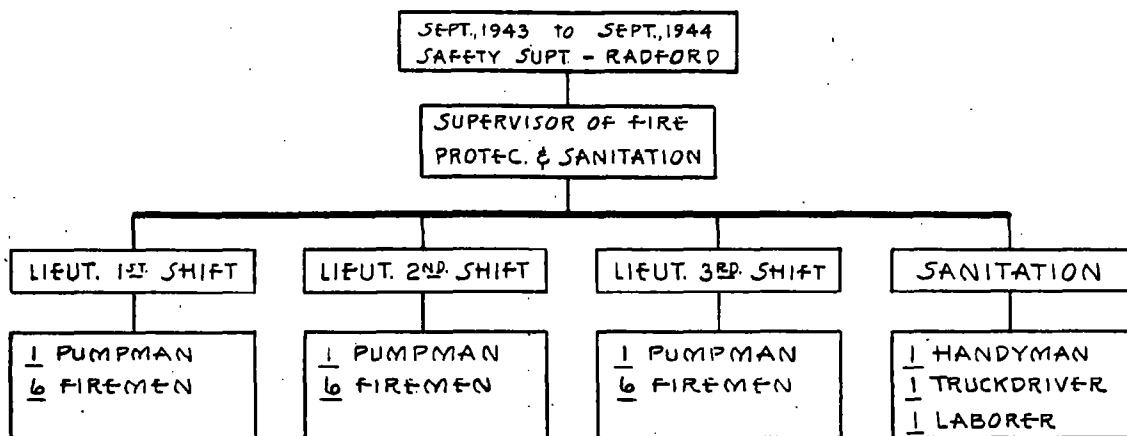 SEPT., 1943 to SEPT., 1944
SAFETY SUPT. - RADFORD
SUPERVISOR OF FIRE
PROTEC. & SANITATION
LIEUT. 1ST. SHIFT
LIEUT. 2ND. SHIFT
LIEUT. 3RD. SHIFT
SANITATION
1 PUMPMAN
6 FIREMEN
1 PUMPMAN
6 FIREMEN
1 PUMPMAN
6 FIREMEN
1 HANDYMAN
1 TRUCKDRIVER
1 LABORER